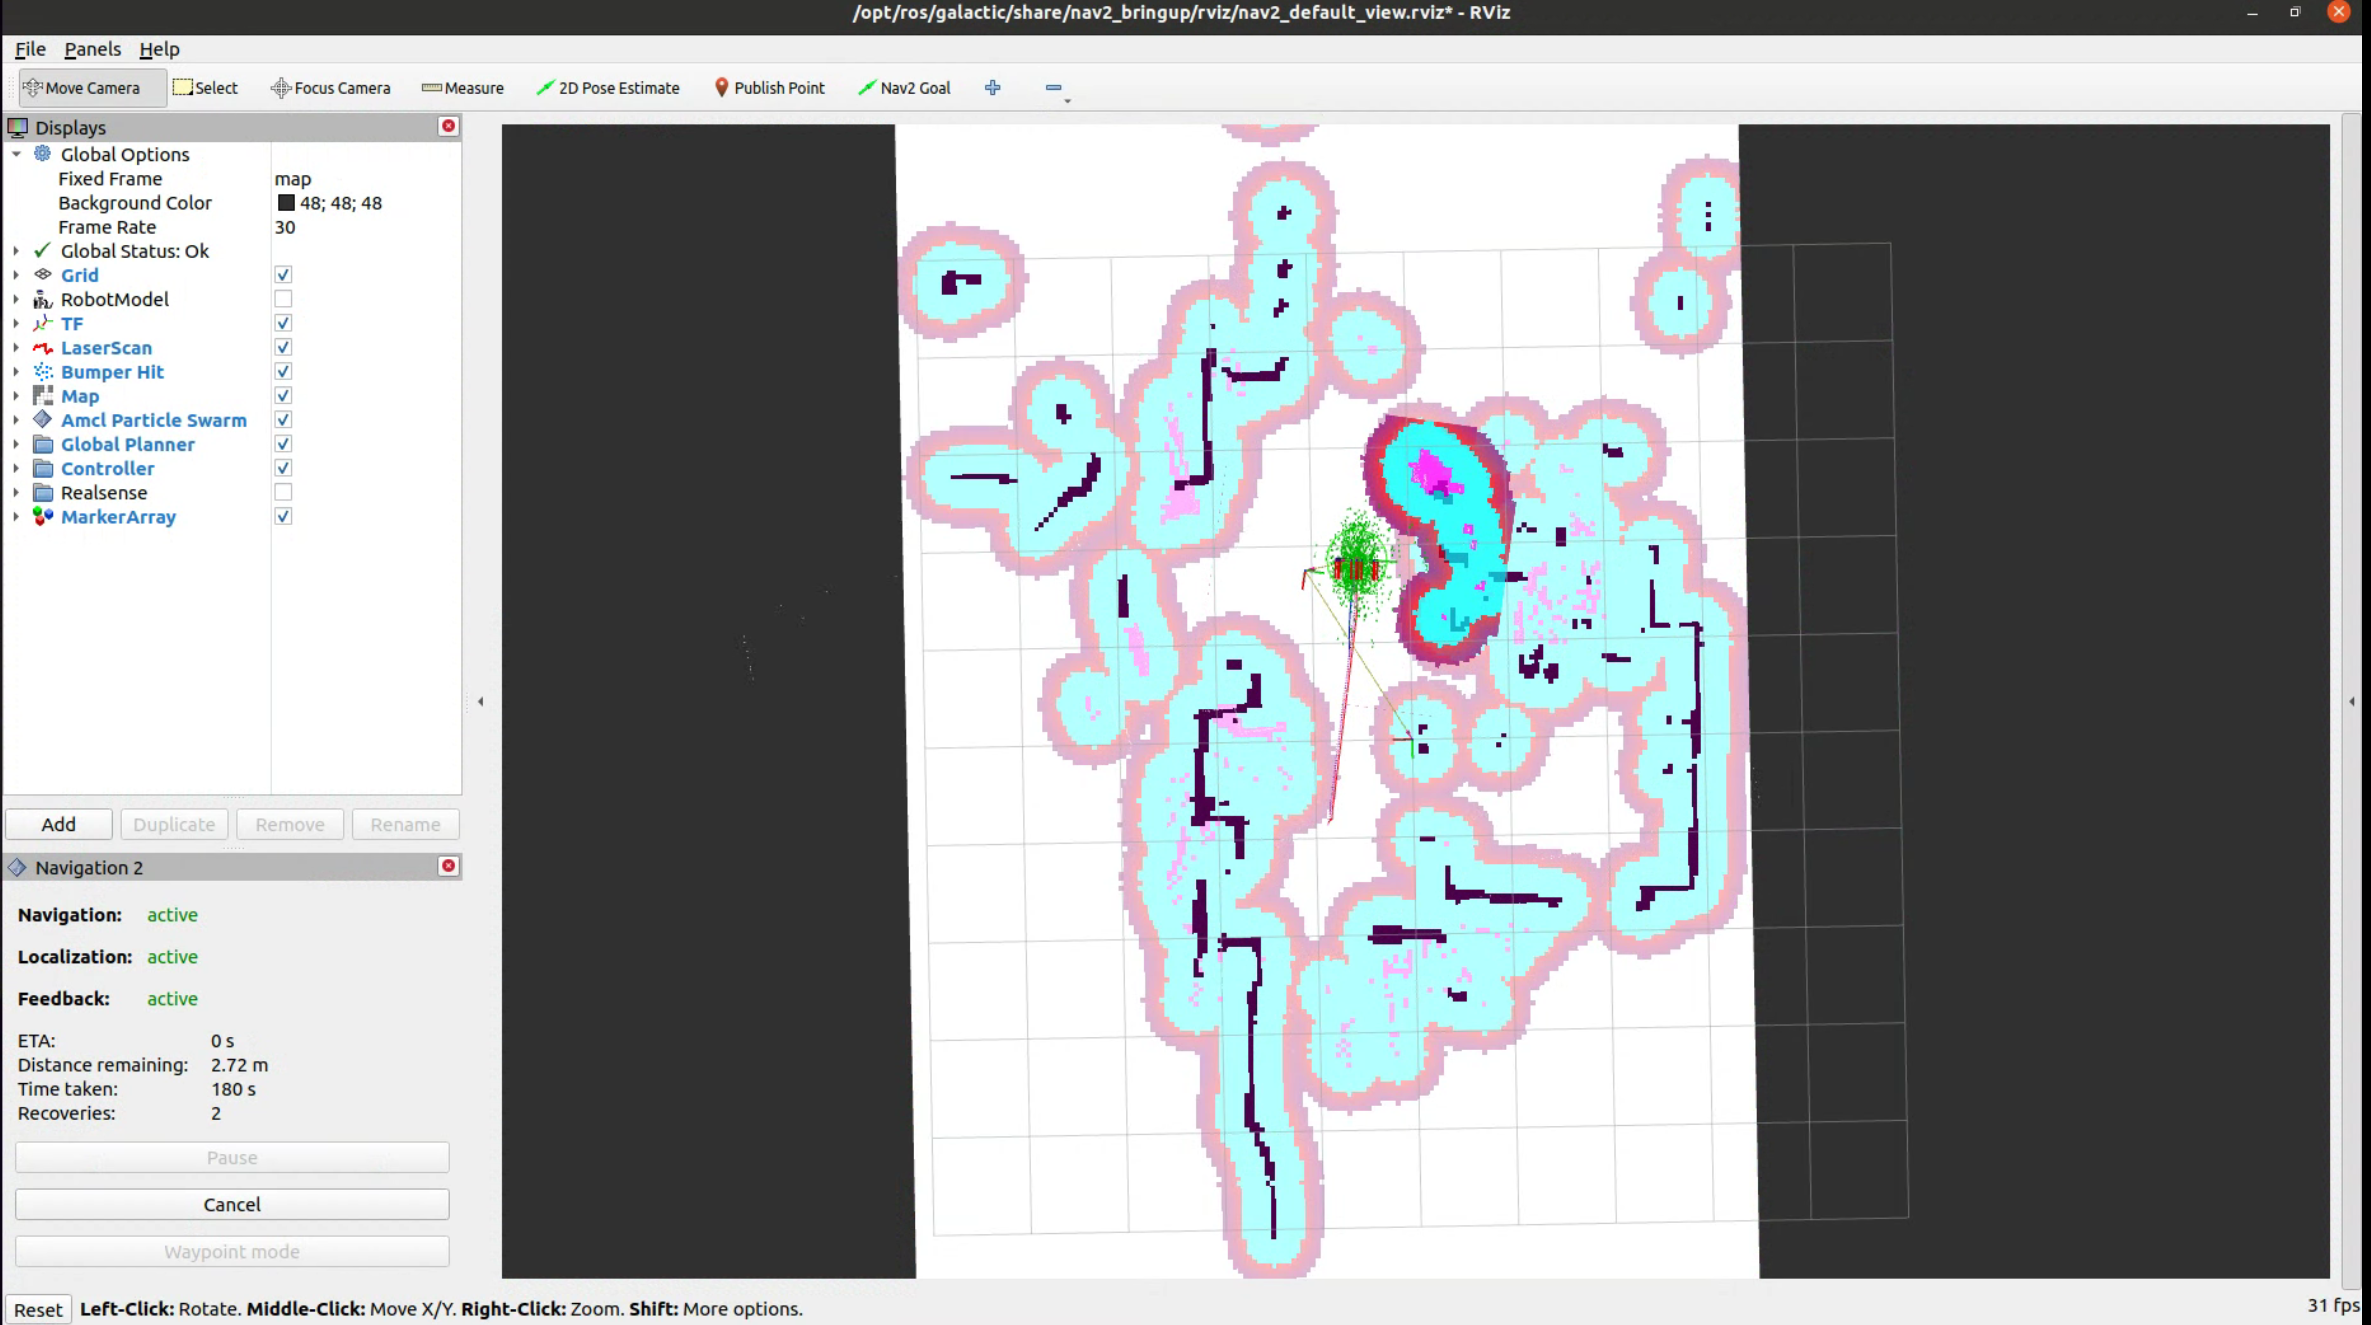 /opt/ros/galactic/share/nav2_bringup/rviz/nav2_default_view.rviz* - RViz
File Panels Help
Move Camera Select Focus Camera Measure 2D Pose Estimate Publish Point Nav2 Goal
Displays
Global Options
Fixed Frame map
Background Color 48; 48; 48
Frame Rate 30
Global Status: Ok
Grid
RobotModel
TF
LaserScan
Bumper Hit
Map
Amcl Particle Swarm
Global Planner
Controller
Realsense
MarkerArray
Add Duplicate Remove Rename
Navigation 2
Navigation: active
Localization: active
Feedback: active
ETA: 0 s
Distance remaining: 2.72 m
Time taken: 180 s
Recoveries: 2
Pause
Cancel
Waypoint mode
Reset Left-Click: Rotate. Middle-Click: Move X/Y. Right-Click: Zoom. Shift: More options. 31 fps